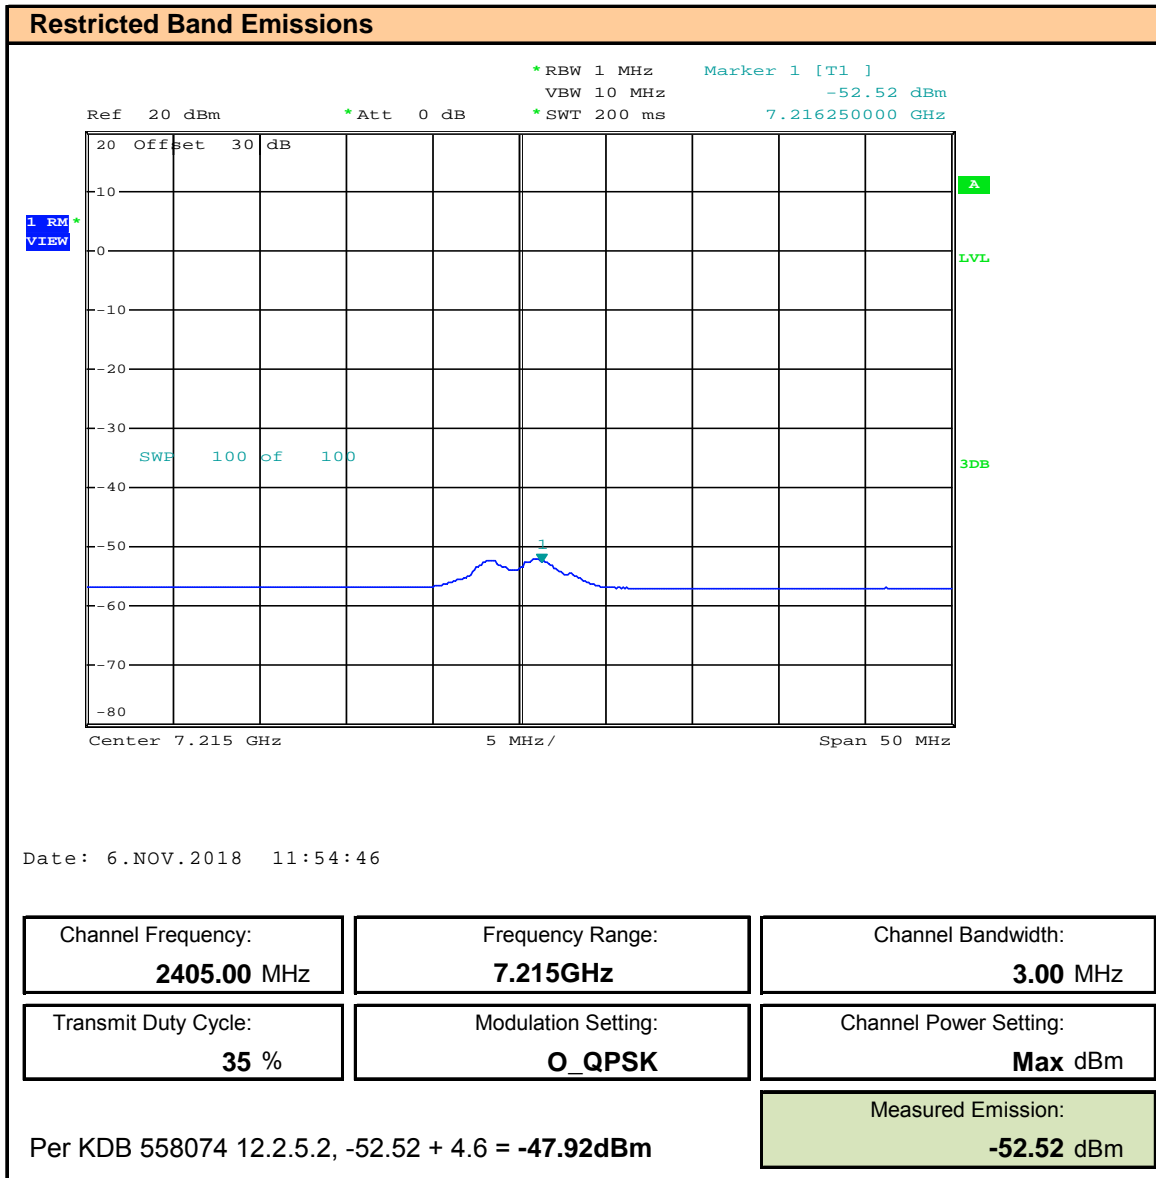 Restricted Band Emissions
*RBW 1 MHz Marker 1 [T1 ]
VBW 10 MHz -52.52 dBm
Ref 20 dBm *Att 0 dB *SWT 200 ms 7.216250000 GHz
20 Offset 30 dB
10
A
1 RM *
VIEW
0
LVL
-10
-20
-30
SWP 100 of 100
3DB
-40
-50
1
-60
-70
-80
Center 7.215 GHz 5 MHz/ Span 50 MHz
Date: 6.NOV.2018 11:54:46
Channel Frequency: Frequency Range: Channel Bandwidth:
2405.00 MHz 7.215GHz 3.00 MHz
Transmit Duty Cycle: Modulation Setting: Channel Power Setting:
35 % O_QPSK Max dBm
Measured Emission:
Per KDB 558074 12.2.5.2, -52.52 + 4.6 = -47.92dBm -52.52 dBm